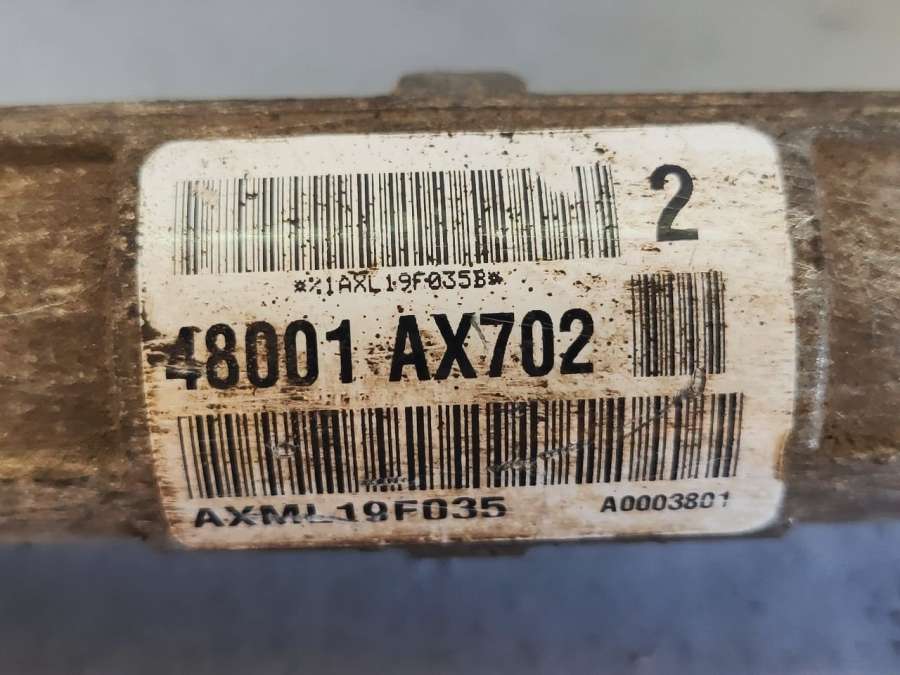 2
*%1AXL19F035B*
48001 AX702
AXML19F035
A0003801